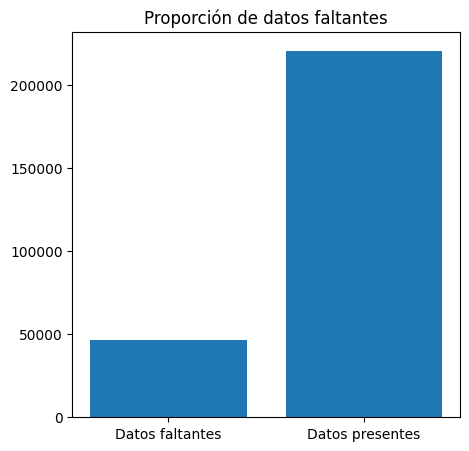 Proporción de datos faltantes
200000
150000
100000
50000
0
Datos faltantes
Datos presentes